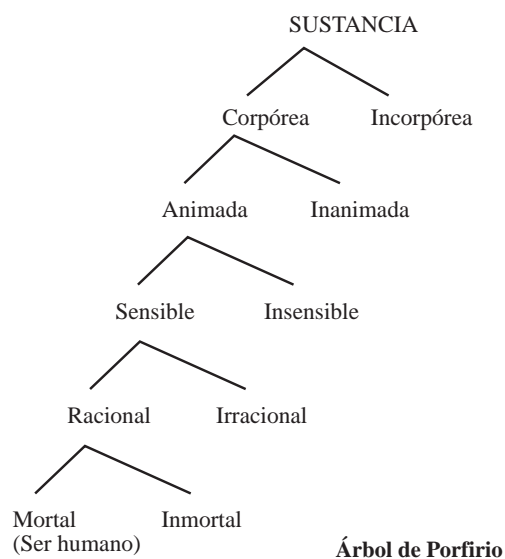 SUSTANCIA
Corpórea Incorpórea
Animada Inanimada
Sensible Insensible
Racional Irracional
Mortal Inmortal
(Ser humano)
Árbol de Porfirio